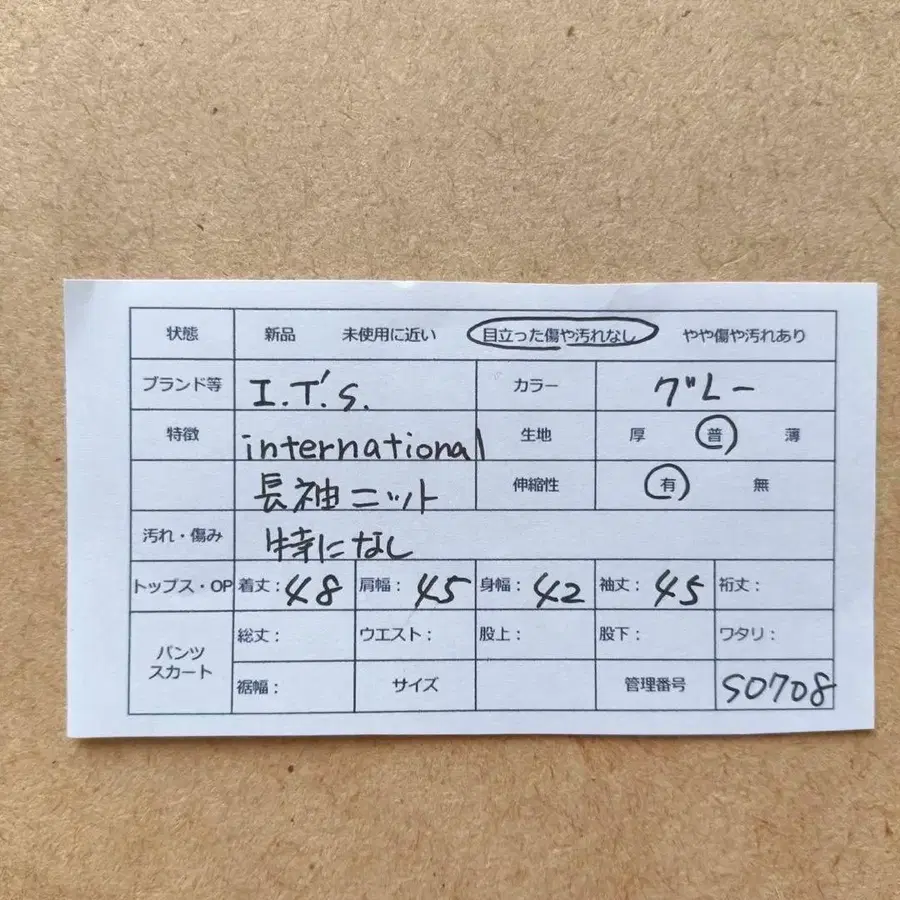 状態 新品 未使用に近い 目立った傷や汚れなし やや傷や汚れあり
ブランド等 I.T.'s. カラー グレー
特徴 international 生地 厚 普 薄
長袖ニット 伸縮性 有 無
汚れ・傷み 特になし
トップス・OP 着丈：48 肩幅：45 身幅：42 袖丈：45 裄丈：
パンツ スカート 総丈： ウエスト： 股上： 股下： ワタリ：
裾幅： サイズ 管理番号 S0708